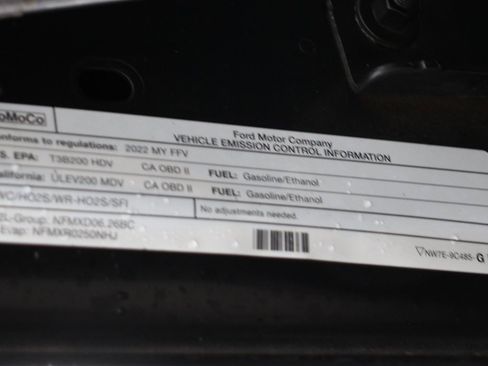 oMoCo
Ford Motor Company
VEHICLE EMISSION CONTROL INFORMATION
onforms to regulations: 2022 MY FFV
S. EPA: T3B200 HDV CA OBD II FUEL: Gasoline/Ethanol
alifornia: ULEV200 MDV CA OBD II FUEL: Gasoline/Ethanol
WC/HO2S/WR-HO2S/SFI No adjustments needed.
2L-Group: NFMXD06.26BC
Evap: NFMXR0250NHJ
NW7E-9C485- G